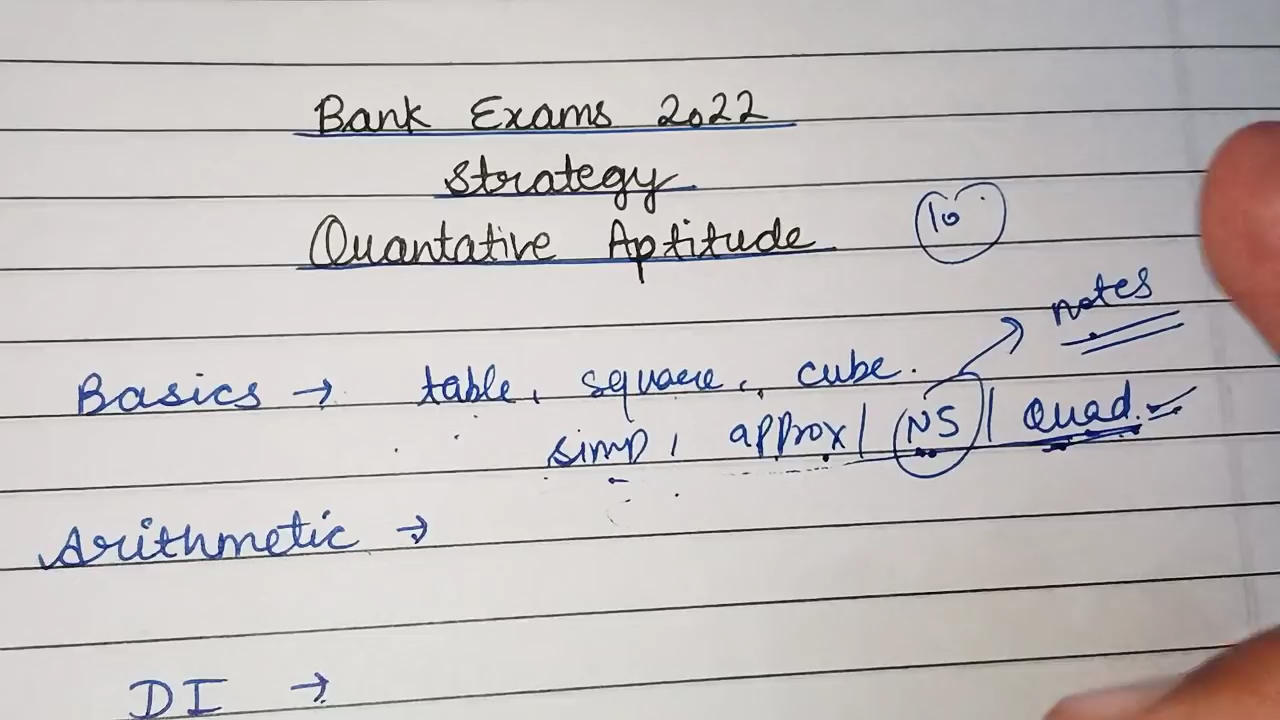 Bank Exams 2022
Strategy
Quantative Aptitude
10
notes
Basics → table, square, cube.
simp, approx | NS | Quad.
Arithmetic →
DI →